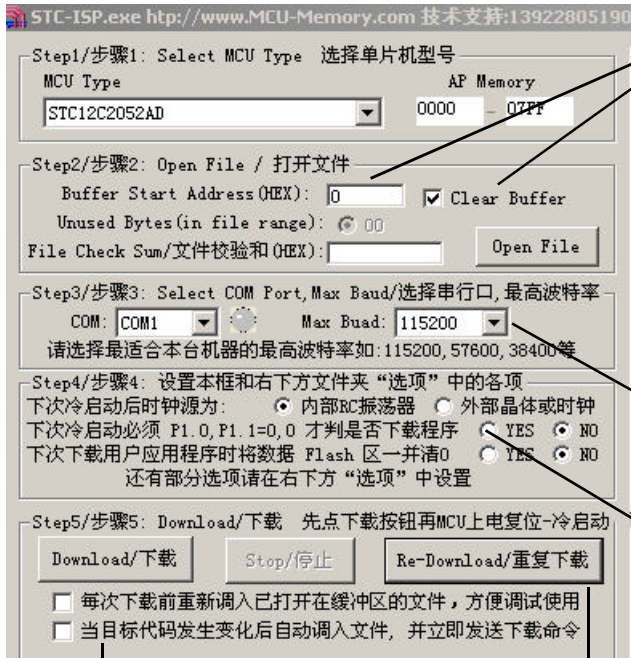 STC-ISP.exe http://www.MCU-Memory.com 技术支持:13922805190
Step1/步骤1: Select MCU Type 选择单片机型号
MCU Type AP Memory
STC12C2052AD 0000 - 07FF
Step2/步骤2: Open File / 打开文件
Buffer Start Address(HEX): 0 Clear Buffer
Unused Bytes(in file range): 00
File Check Sum/文件校验和(HEX): Open File
Step3/步骤3: Select COM Port,Max Baud/选择串行口,最高波特率
COM: COM1 Max Buad: 115200
请选择最适合本台机器的最高波特率如:115200,57600,38400等
Step4/步骤4: 设置本框和右下方文件夹“选项”中的各项
下次冷启动后时钟源为: 内部RC振荡器 外部晶体或时钟
下次冷启动必须 P1.0,P1.1=0,0 才判是否下载程序 YES NO
下次下载用户应用程序时将数据 Flash 区一并清0 YES NO
还有部分选项请在右下方“选项”中设置
Step5/步骤5: Download/下载 先点下载按钮再MCU上电复位-冷启动
Download/下载 Stop/停止 Re-Download/重复下载
每次下载前重新调入已打开在缓冲区的文件,方便调试使用
当目标代码发生变化后自动调入文件, 并立即发送下载命令